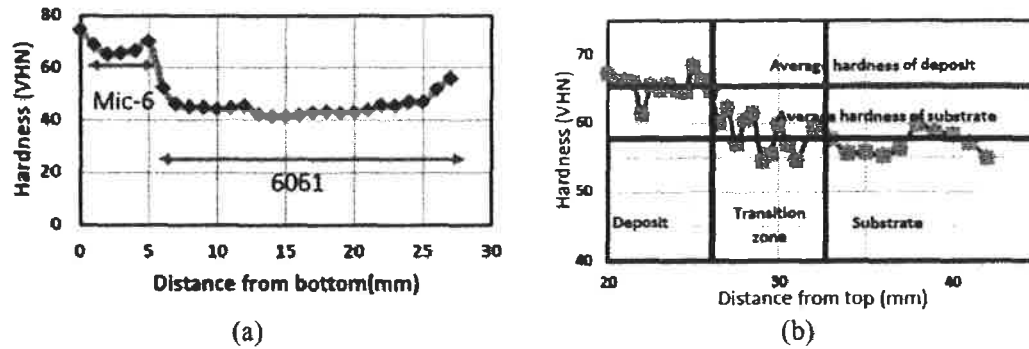 Hardness (VHN)
80
60
40
20
0
Mic-6
6061
0 5 10 15 20 25 30
Distance from bottom(mm)
(a)
Hardness (VHN)
70
60
50
40
Average hardness of deposit
Average hardness of substrate
Deposit
Transition
zone
Substrate
20 30 40
Distance from top (mm)
(b)